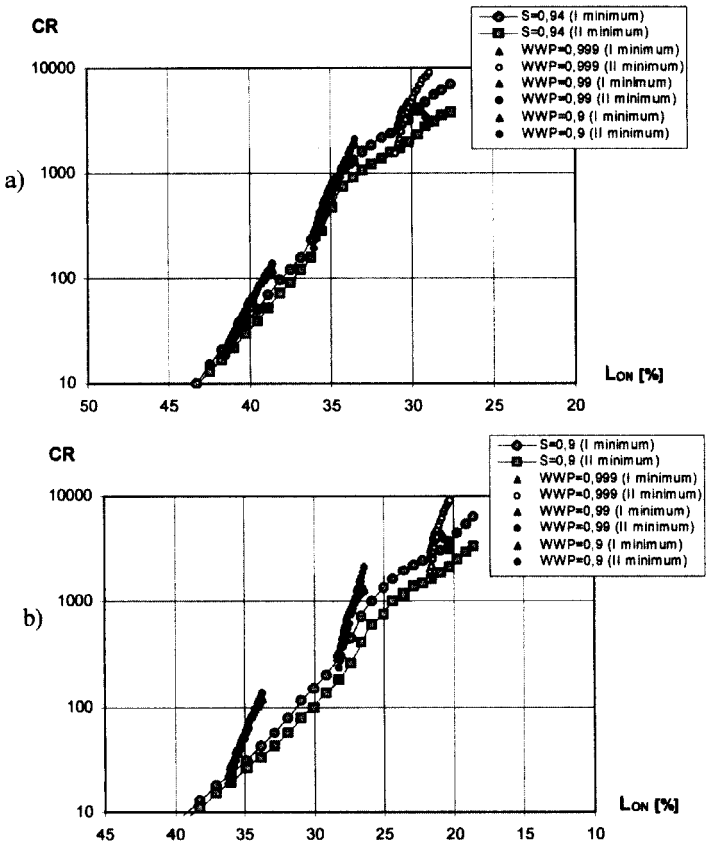 CR
S=0,94 (I minimum)
S=0,94 (II minimum)
WWP=0,999 (I minimum)
WWP=0,999 (II minimum)
WWP=0,99 (I minimum)
WWP=0,99 (II minimum)
WWP=0,9 (I minimum)
WWP=0,9 (II minimum)
10000
1000
a)
100
10
LON [%]
50 45 40 35 30 25 20
CR
S=0,9 (I minimum)
S=0,9 (II minimum)
WWP=0,999 (I minimum)
WWP=0,999 (II minimum)
WWP=0,99 (I minimum)
WWP=0,99 (II minimum)
WWP=0,9 (I minimum)
WWP=0,9 (II minimum)
10000
1000
b)
100
10
LON [%]
45 40 35 30 25 20 15 10